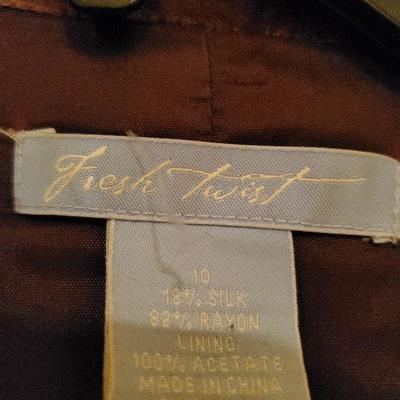 Fresh Twist
10
18% SILK
82% RAYON
LINING
100% ACETATE
MADE IN CHINA